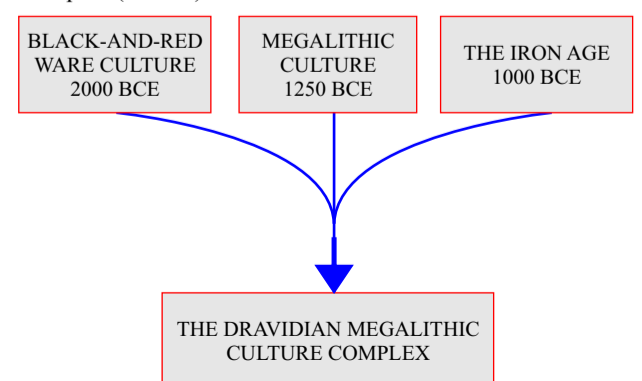 BLACK-AND-RED
WARE CULTURE
2000 BCE
MEGALITHIC
CULTURE
1250 BCE
THE IRON AGE
1000 BCE
THE DRAVIDIAN MEGALITHIC
CULTURE COMPLEX